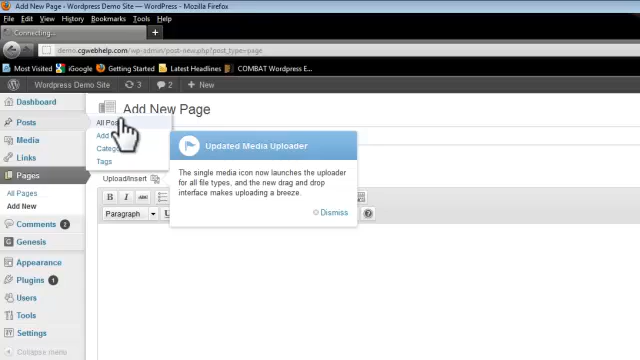 Add New Page - Wordpress Demo Site — WordPress - Mozilla Firefox
File Edit View History Bookmarks Tools Help
Connecting...
demo.cgwebhelp.com/wp-admin/post-new.php?post_type=page
Most Visited iGoogle Getting Started Latest Headlines COMBAT Wordpress E...
Wordpress Demo Site 3 2 + New
Dashboard
Add New Page
Posts
All
Add
Media
Updated Media Uploader
Links
Tags
Pages
The single media icon now launches the uploader
for all file types, and the new drag and drop
interface makes uploading a breeze.
Upload/Insert
All Pages
B I ABC
Add New
Dismiss
Paragraph U
Comments 2
Genesis
Appearance
Plugins 1
Users
Tools
Settings
Collapse menu